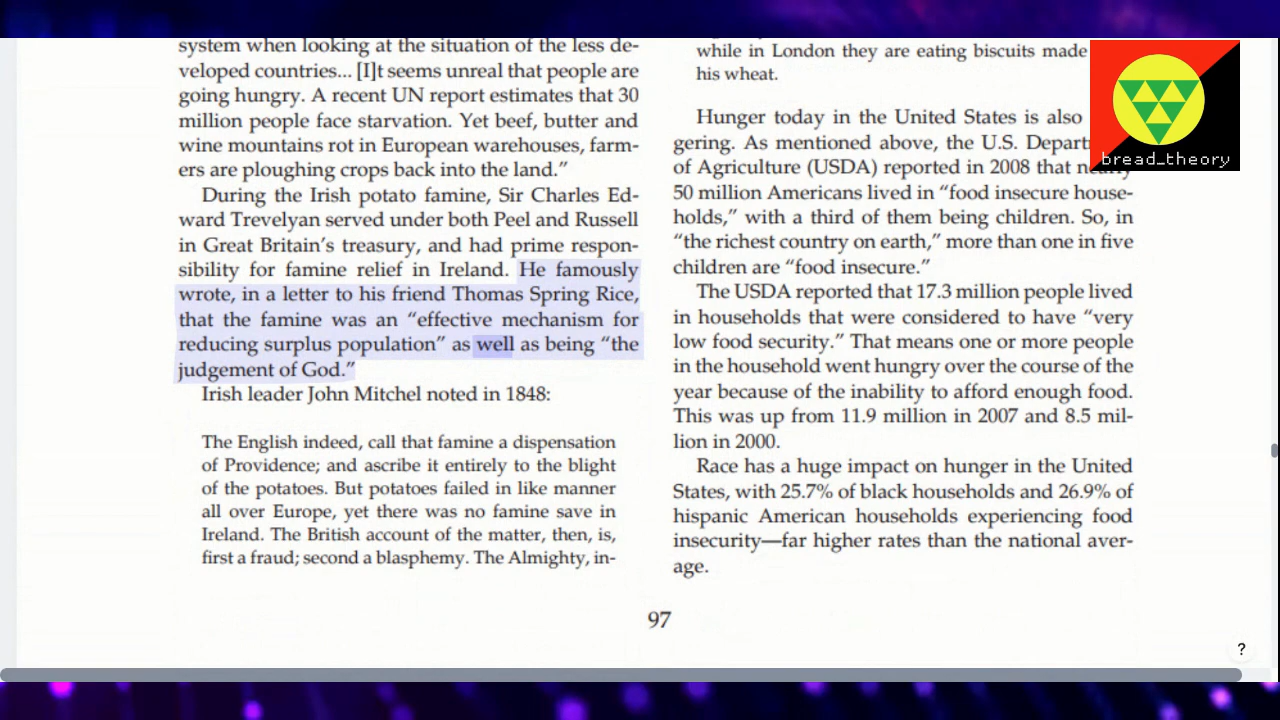 system when looking at the situation of the less de-
veloped countries... [I]t seems unreal that people are
going hungry. A recent UN report estimates that 30
million people face starvation. Yet beef, butter and
wine mountains rot in European warehouses, farm-
ers are ploughing crops back into the land.”
During the Irish potato famine, Sir Charles Ed-
ward Trevelyan served under both Peel and Russell
in Great Britain’s treasury, and had prime respon-
sibility for famine relief in Ireland. He famously
wrote, in a letter to his friend Thomas Spring Rice,
that the famine was an “effective mechanism for
reducing surplus population” as well as being “the
judgement of God.”
Irish leader John Mitchel noted in 1848:
The English indeed, call that famine a dispensation
of Providence; and ascribe it entirely to the blight
of the potatoes. But potatoes failed in like manner
all over Europe, yet there was no famine save in
Ireland. The British account of the matter, then, is,
first a fraud; second a blasphemy. The Almighty, in-
while in London they are eating biscuits made
his wheat.
Hunger today in the United States is also
gering. As mentioned above, the U.S. Depart
of Agriculture (USDA) reported in 2008 that nearly
50 million Americans lived in “food insecure house-
holds,” with a third of them being children. So, in
“the richest country on earth,” more than one in five
children are “food insecure.”
The USDA reported that 17.3 million people lived
in households that were considered to have “very
low food security.” That means one or more people
in the household went hungry over the course of the
year because of the inability to afford enough food.
This was up from 11.9 million in 2007 and 8.5 mil-
lion in 2000.
Race has a huge impact on hunger in the United
States, with 25.7% of black households and 26.9% of
hispanic American households experiencing food
insecurity—far higher rates than the national aver-
age.
97
bread_theory
?